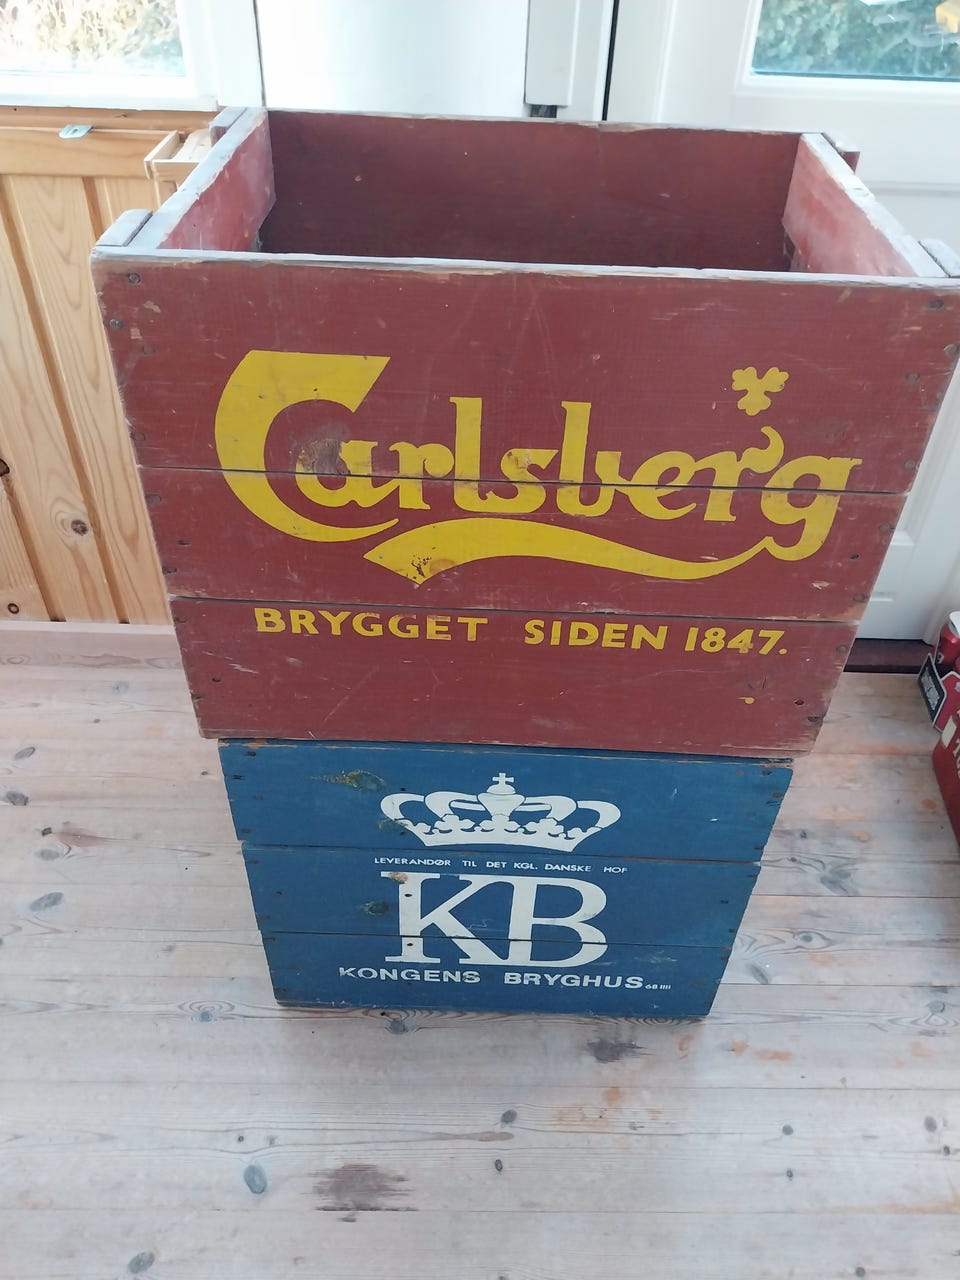 Carlsberg
BRYGGET SIDEN 1847.
LEVERANDØR TIL DET KGL. DANSKE HOF
KB
KONGENS BRYGHUS